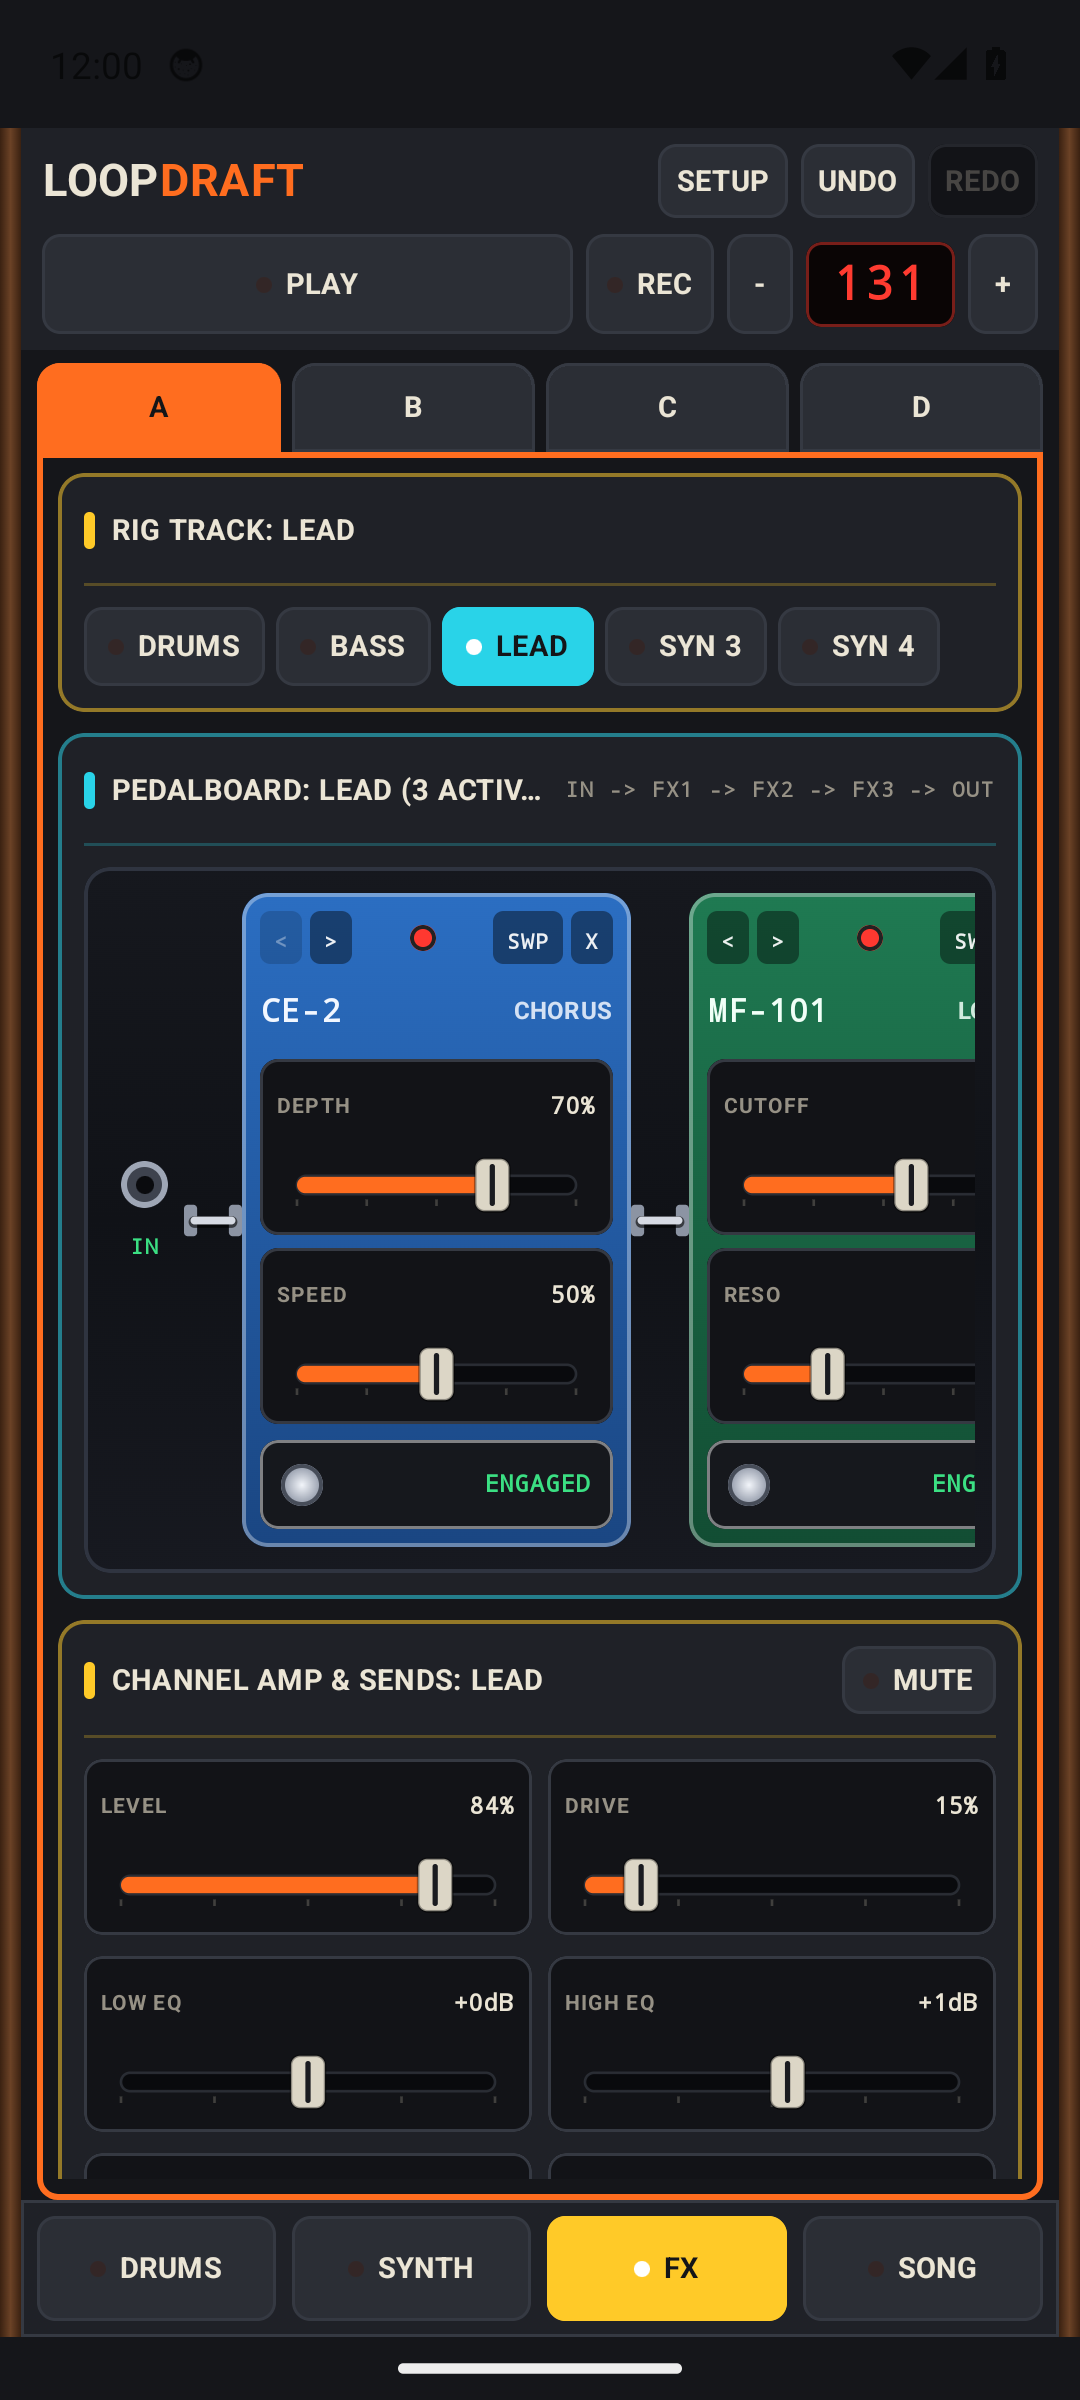 12:00
LOOPDRAFT
SETUP UNDO REDO
PLAY REC - 131 +
A B C D
RIG TRACK: LEAD
DRUMS BASS LEAD SYN 3 SYN 4
PEDALBOARD: LEAD (3 ACTIV... IN -> FX1 -> FX2 -> FX3 -> OUT
< > SWP X < >
CE-2 CHORUS MF-101
DEPTH 70% CUTOFF
IN
SPEED 50% RESO
ENGAGED ENG
CHANNEL AMP & SENDS: LEAD MUTE
LEVEL 84% DRIVE 15%
LOW EQ +0dB HIGH EQ +1dB
DRUMS SYNTH FX SONG